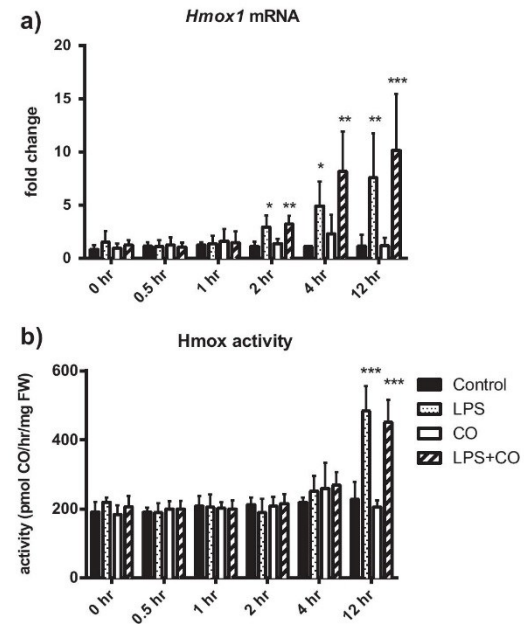 a)
Hmox1 mRNA
fold change
20
15
10
5
0
* ** * ** ** ***
0 hr 0.5 hr 1 hr 2 hr 4 hr 12 hr
b)
Hmox activity
activity (pmol CO/hr/mg FW)
600
400
200
0
*** ***
0 hr 0.5 hr 1 hr 2 hr 4 hr 12 hr
Control
LPS
CO
LPS+CO